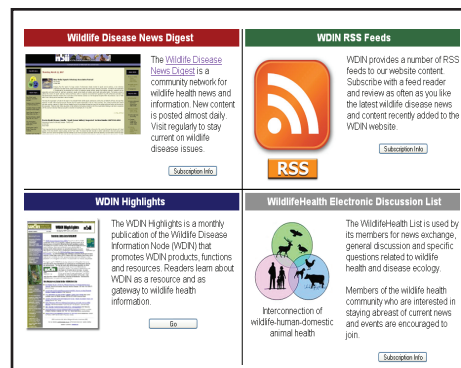 Wildlife Disease News Digest
The Wildlife Disease
News Digest is a
community network for
wildlife health news and
information. New content
is posted almost daily.
Visit regularly to stay
current on wildlife
disease issues.
Subscription Info
WDIN RSS Feeds
WDIN provides a number of RSS
feeds to our website content.
Subscribe with a feed reader
and review as often as you like
the latest wildlife disease news
and content recently added to the
WDIN website.
Subscription Info
RSS
WDIN Highlights
The WDIN Highlights is a monthly
publication of the Wildlife Disease
Information Node (WDIN) that
promotes WDIN products, functions
and resources. Readers learn about
WDIN as a resource and as
gateway to wildlife health
information.
Go
WildlifeHealth Electronic Discussion List
The WildlifeHealth List is used by
its members for news exchange,
general discussion and specific
questions related to wildlife
health and disease ecology.
Members of the wildlife health
community who are interested in
staying abreast of current news
and events are encouraged to
join.
Subscription Info
Interconnection of
wildlife-human-domestic
animal health